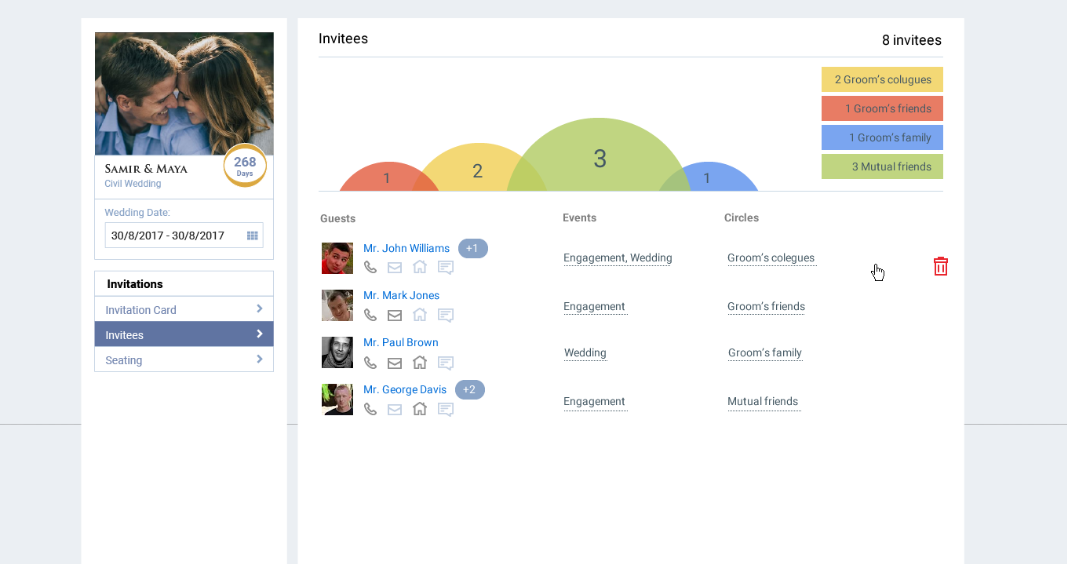 Invitees
8 invitees
2 Groom's colugues
1 Groom's friends
1 Groom's family
3 Mutual friends
1
2
3
1
268
Days
SAMIR & MAYA
Civil Wedding
Wedding Date:
30/8/2017 - 30/8/2017
Invitations
Invitation Card
Invitees
Seating
Guests Events Circles
Mr. John Williams +1 Engagement, Wedding Groom's colegues
Mr. Mark Jones Engagement Groom's friends
Mr. Paul Brown Wedding Groom's family
Mr. George Davis +2 Engagement Mutual friends